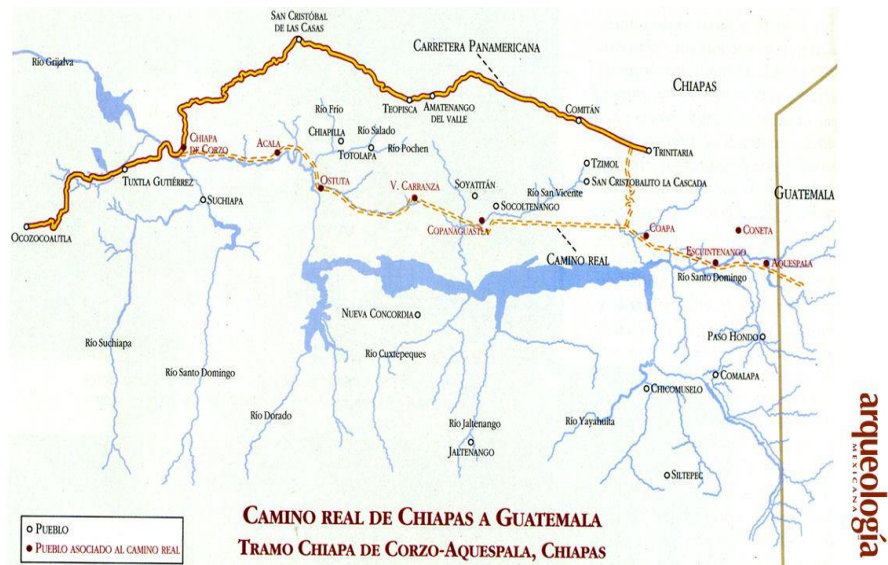 SAN CRISTÓBAL
DE LAS CASAS
CARRETERA PANAMERICANA
Río Grijalva
CHIAPAS
TEOPISCA
AMATENANGO
DEL VALLE
COMITÁN
Río Frío
CHIAPILLA
Río Salado
CHIAPA
DE CORZO
ACALA
TOTOLAPA
Río Pochen
TRINITARIA
TZIMOL
TUXTLA GUTIÉRREZ
OSTUTA
V. CARRANZA
SOYATITÁN
Río San Vicente
SAN CRISTOBALITO LA CASCADA
GUATEMALA
SUCHIAPA
SOCOLTENANGO
OCOZOCOAUTLA
COPANAGUASTLA
COAPA
CONETA
CAMINO REAL
ESCUINTENANGO
AQUESPALA
Río Santo Domingo
NUEVA CONCORDIA
PASO HONDO
Río Suchiapa
Río Cuxtepeques
Río Santo Domingo
COMALAPA
CHICOMUSELO
Río Dorado
Río Jaltenango
Río Yayahuita
JALTENANGO
SILTEPEC
CAMINO REAL DE CHIAPAS A GUATEMALA
TRAMO CHIAPA DE CORZO-AQUESPALA, CHIAPAS
PUEBLO
PUEBLO ASOCIADO AL CAMINO REAL
arqueología
MEXICANA